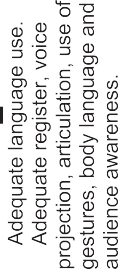 Adequate language use.
Adequate register, voice
projection, articulation, use of
gestures, body language and
audience awareness.